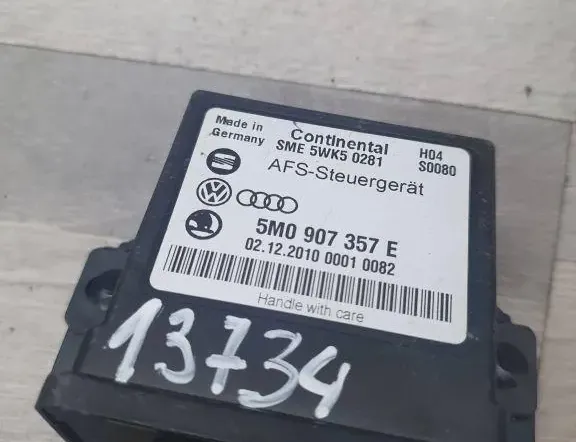 Made in Germany
Continental
SME 5WK5 0281
H04
S0080
AFS-Steuergerät
5M0 907 357 E
02.12.2010 0001 0082
Handle with care
13734